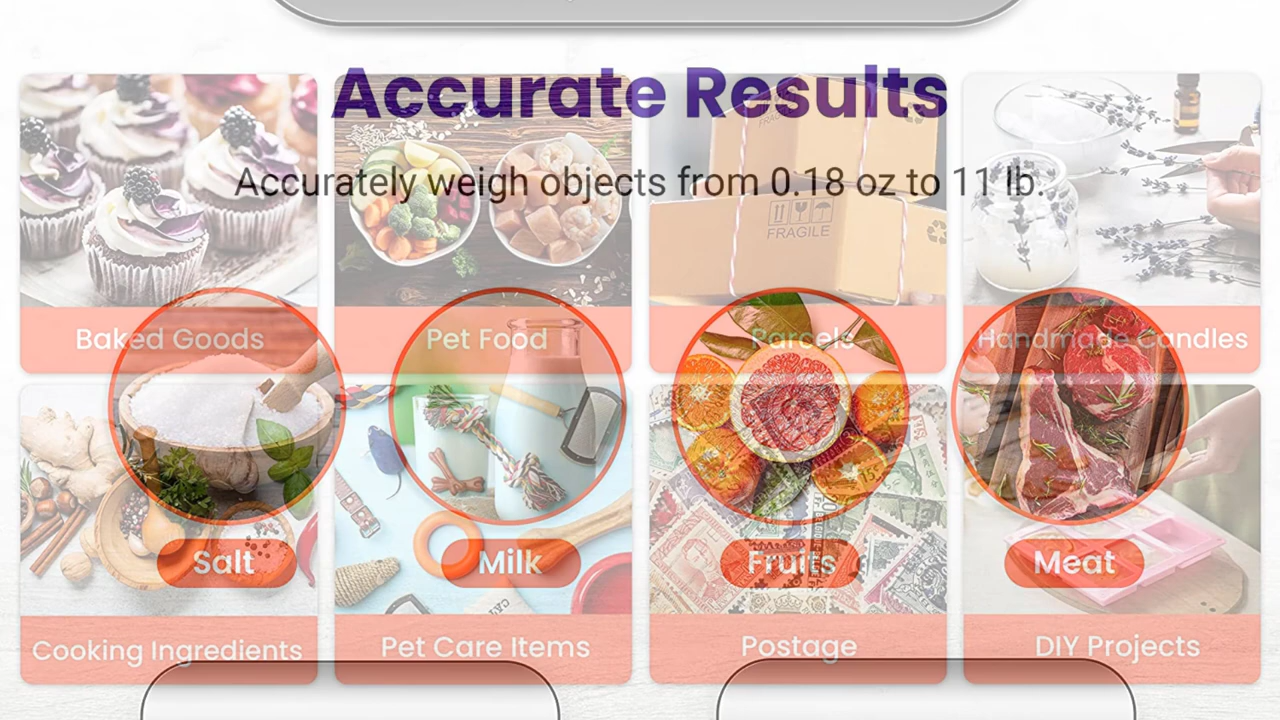 Accurate Results
Accurately weigh objects from 0.18 oz to 11 lb.
FRAGILE
Baked Goods
Pet Food
Parcels
Handmade Candles
Salt
Milk
Fruits
Meat
Cooking Ingredients
Pet Care Items
Postage
DIY Projects